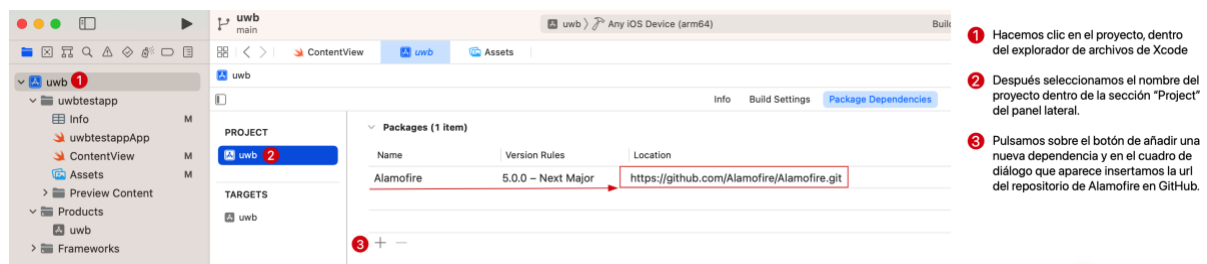 uwb
main
uwb 〉 Any iOS Device (arm64)
ContentView
uwb
Assets
uwb
1
uwb
uwbtestapp
Info M
uwbtestappApp
ContentView M
Assets M
Preview Content
Products
uwb
Frameworks
Info Build Settings Package Dependencies
PROJECT
uwb 2
TARGETS
uwb
Packages (1 item)
Name Version Rules Location
Alamofire 5.0.0 – Next Major https://github.com/Alamofire/Alamofire.git
3 + —
1 Hacemos clic en el proyecto, dentro
del explorador de archivos de Xcode
2 Después seleccionamos el nombre del
proyecto dentro de la sección “Project”
del panel lateral.
3 Pulsamos sobre el botón de añadir una
nueva dependencia y en el cuadro de
diálogo que aparece insertamos la url
del repositorio de Alamofire en GitHub.